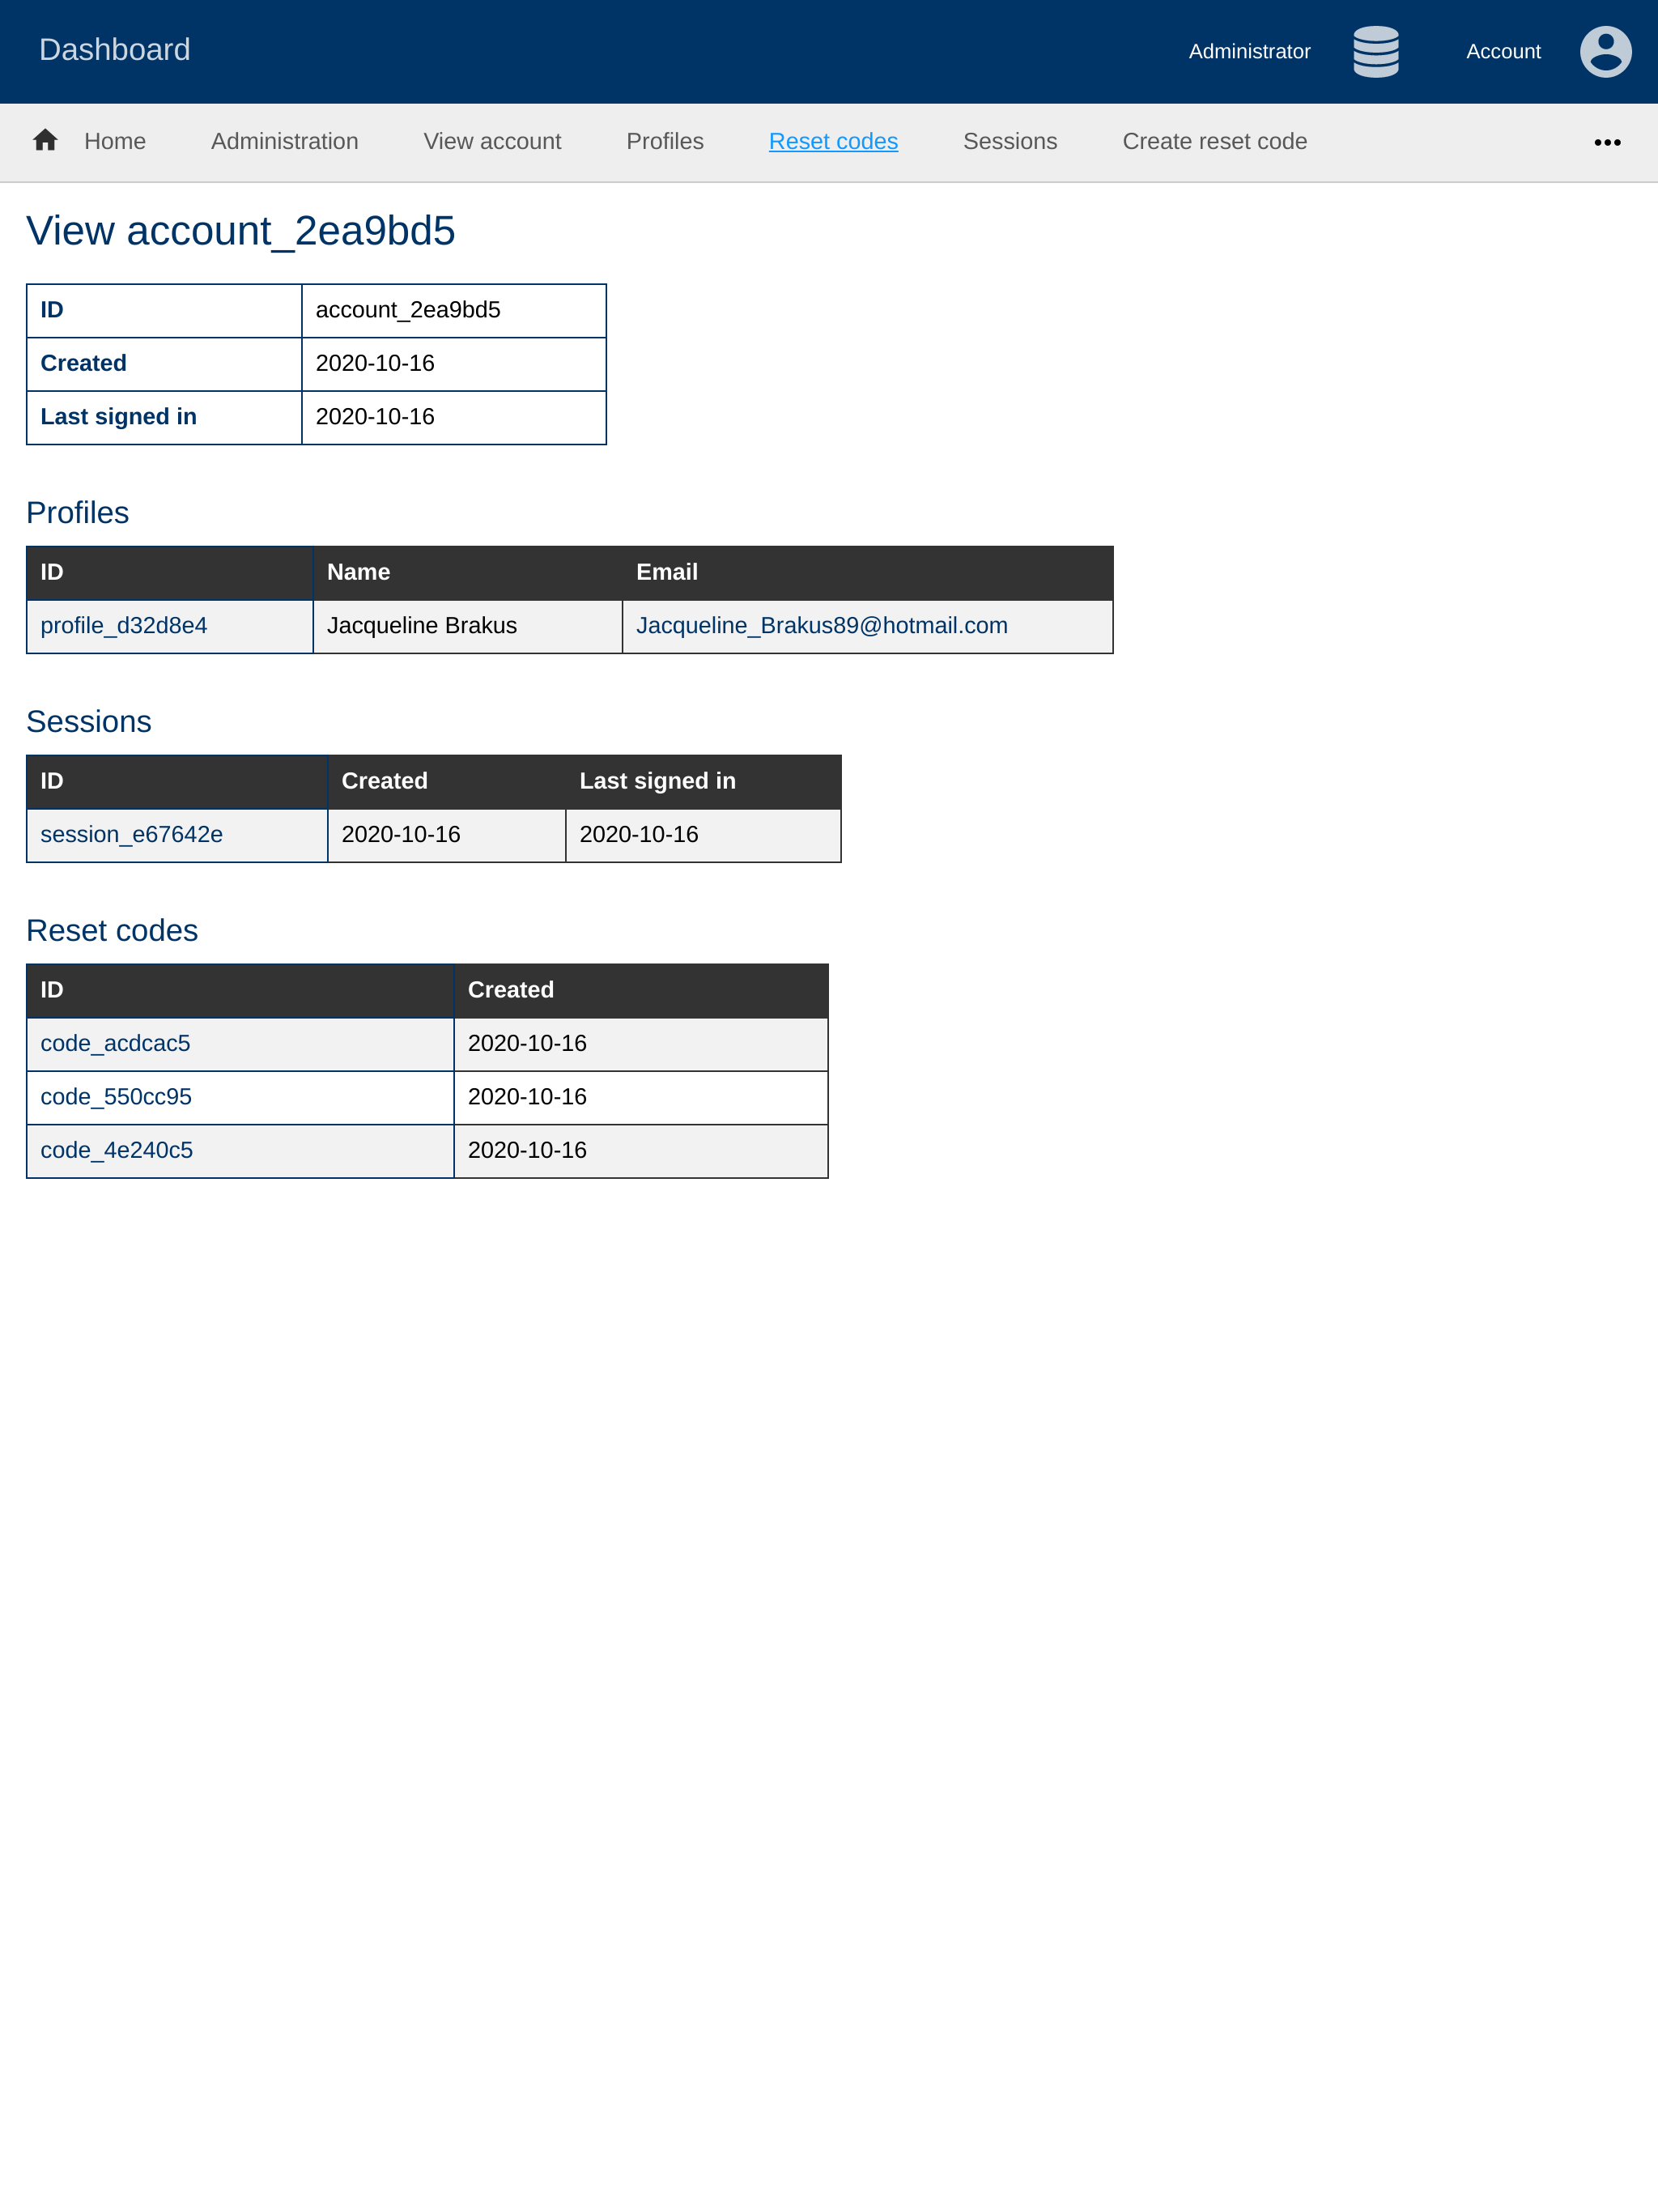 Dashboard Administrator Account
Home Administration View account Profiles Reset codes Sessions Create reset code
View account_2ea9bd5
ID account_2ea9bd5
Created 2020-10-16
Last signed in 2020-10-16
Profiles
ID Name Email
profile_d32d8e4 Jacqueline Brakus Jacqueline_Brakus89@hotmail.com
Sessions
ID Created Last signed in
session_e67642e 2020-10-16 2020-10-16
Reset codes
ID Created
code_acdcac5 2020-10-16
code_550cc95 2020-10-16
code_4e240c5 2020-10-16